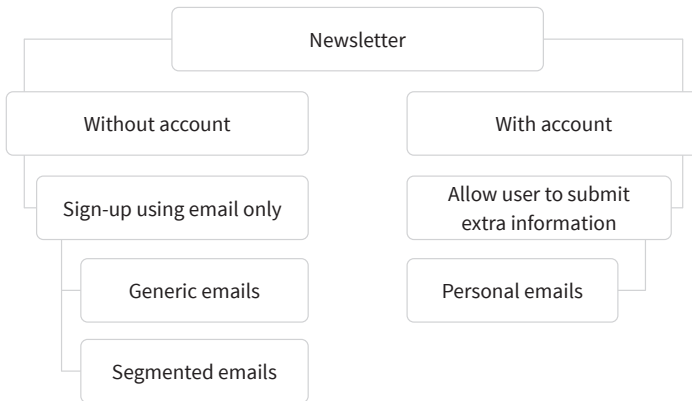 Newsletter
Without account
With account
Sign-up using email only
Allow user to submit
extra information
Generic emails
Personal emails
Segmented emails